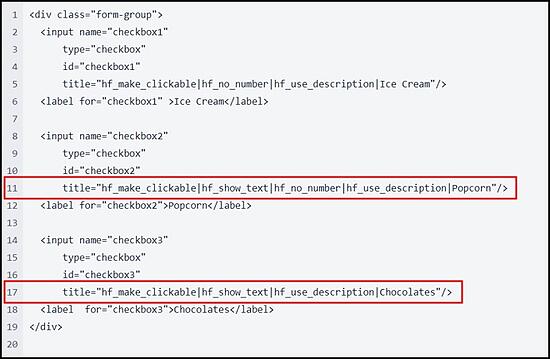 1 <div class="form-group">
2 <input name="checkbox1"
3 type="checkbox"
4 id="checkbox1"
5 title="hf_make_clickable|hf_no_number|hf_use_description|Ice Cream"/>
6 <label for="checkbox1" >Ice Cream</label>
7
8 <input name="checkbox2"
9 type="checkbox"
10 id="checkbox2"
11 title="hf_make_clickable|hf_show_text|hf_no_number|hf_use_description|Popcorn"/>
12 <label for="checkbox2">Popcorn</label>
13
14 <input name="checkbox3"
15 type="checkbox"
16 id="checkbox3"
17 title="hf_make_clickable|hf_show_text|hf_use_description|Chocolates"/>
18 <label  for="checkbox3">Chocolates</label>
19 </div>
20